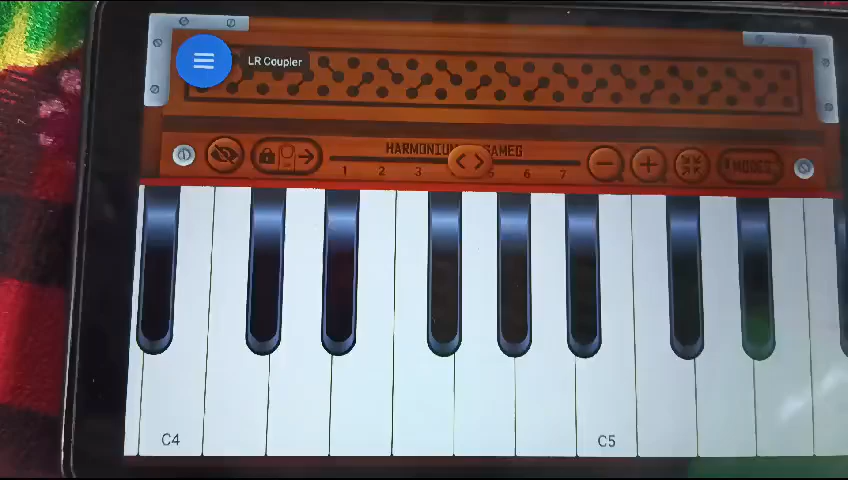 LR Coupler
HARMONIUM
1 2 3 5 6 7
MODES
C4 C5